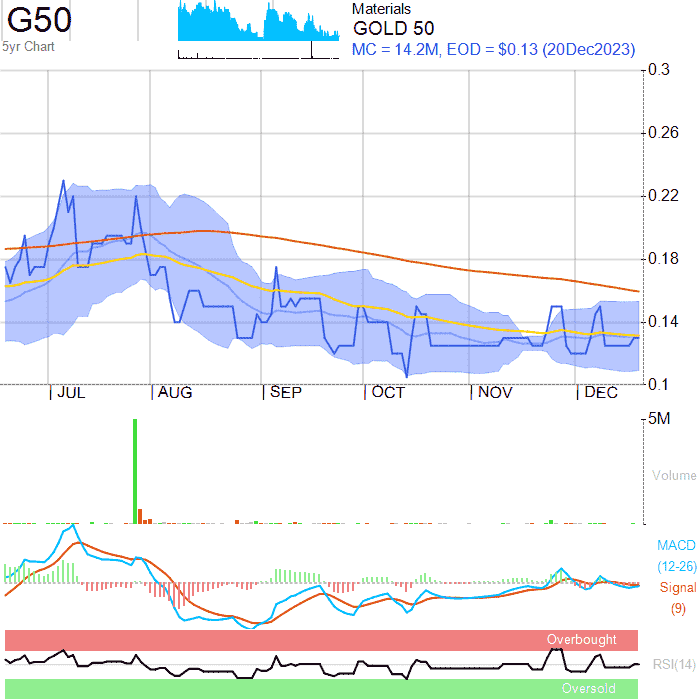 G50
5yr Chart
Materials
GOLD 50
MC = 14.2M, EOD = $0.13 (20Dec2023)
0.3
0.26
0.22
0.18
0.14
0.1
JUL AUG SEP OCT NOV DEC
5M
Volume
MACD
(12-26)
Signal
(9)
Overbought
RSI(14)
Oversold